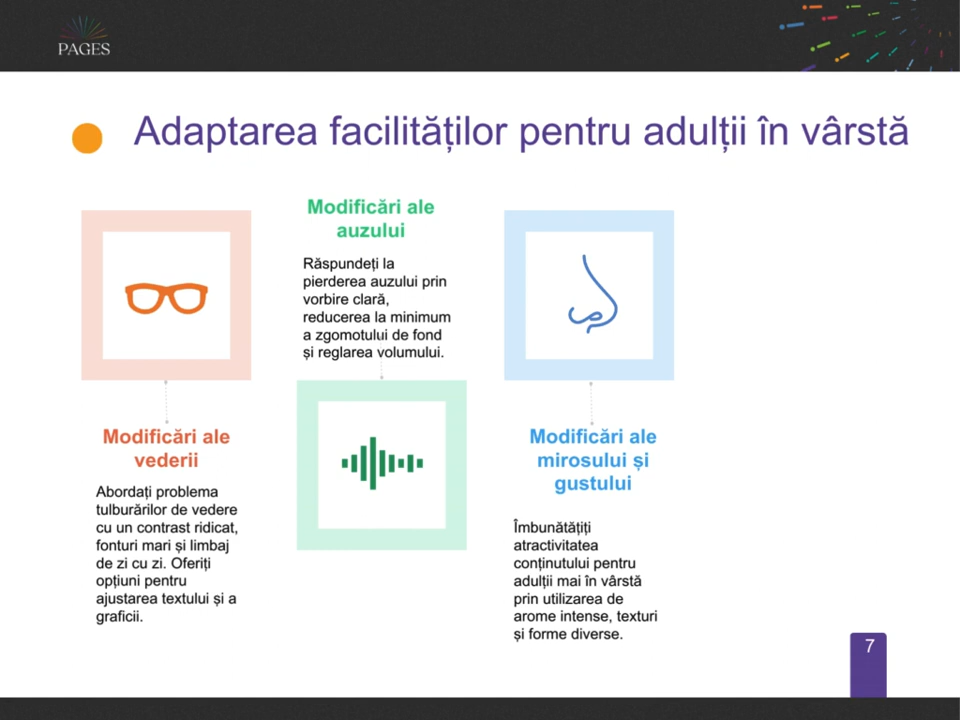 PAGES
Adaptarea facilităților pentru adulții în vârstă
Modificări ale
vederii
Abordați problema
tulburărilor de vedere
cu un contrast ridicat,
fonturi mari și limbaj
de zi cu zi. Oferiți
opțiuni pentru
ajustarea textului și a
graficii.
Modificări ale
auzului
Răspundeți la
pierderea auzului prin
vorbire clară,
reducerea la minimum
a zgomotului de fond
și reglarea volumului.
Modificări ale
mirosului și
gustului
Îmbunătățiți
atractivitatea
conținutului pentru
adulții mai în vârstă
prin utilizarea de
arome intense, texturi
și forme diverse.
7